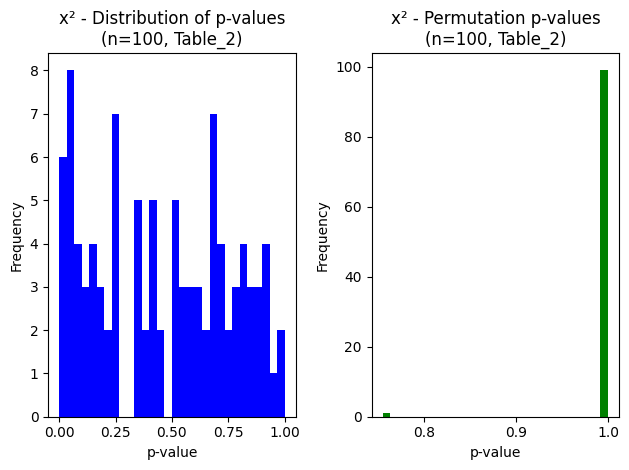 x² - Distribution of p-values
(n=100, Table_2)
8
7
6
5
4
3
2
1
0
Frequency
0.00 0.25 0.50 0.75 1.00
p-value
x² - Permutation p-values
(n=100, Table_2)
100
80
60
40
20
0
Frequency
0.8 0.9 1.0
p-value